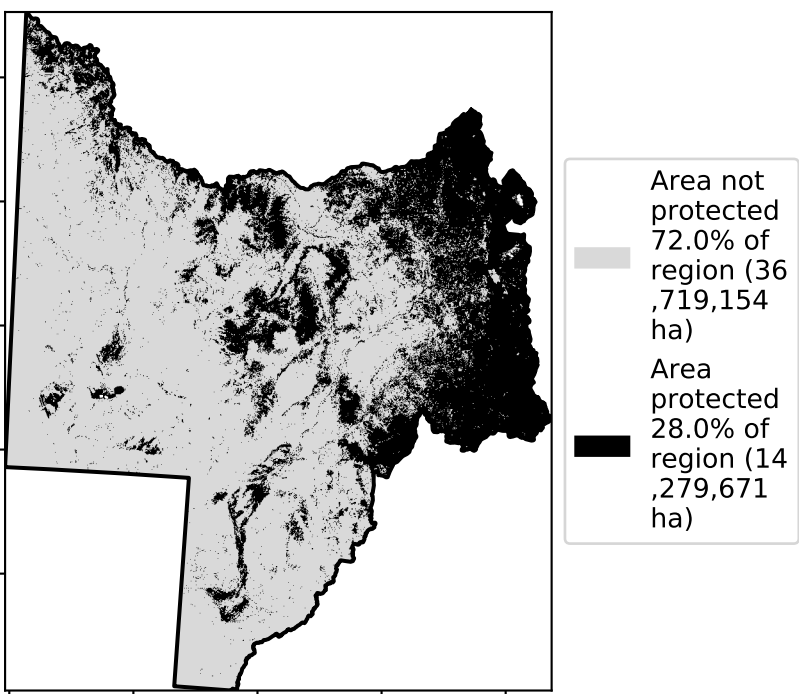 Area not
protected
72.0% of
region (36
,719,154
ha)
Area
protected
28.0% of
region (14
,279,671
ha)